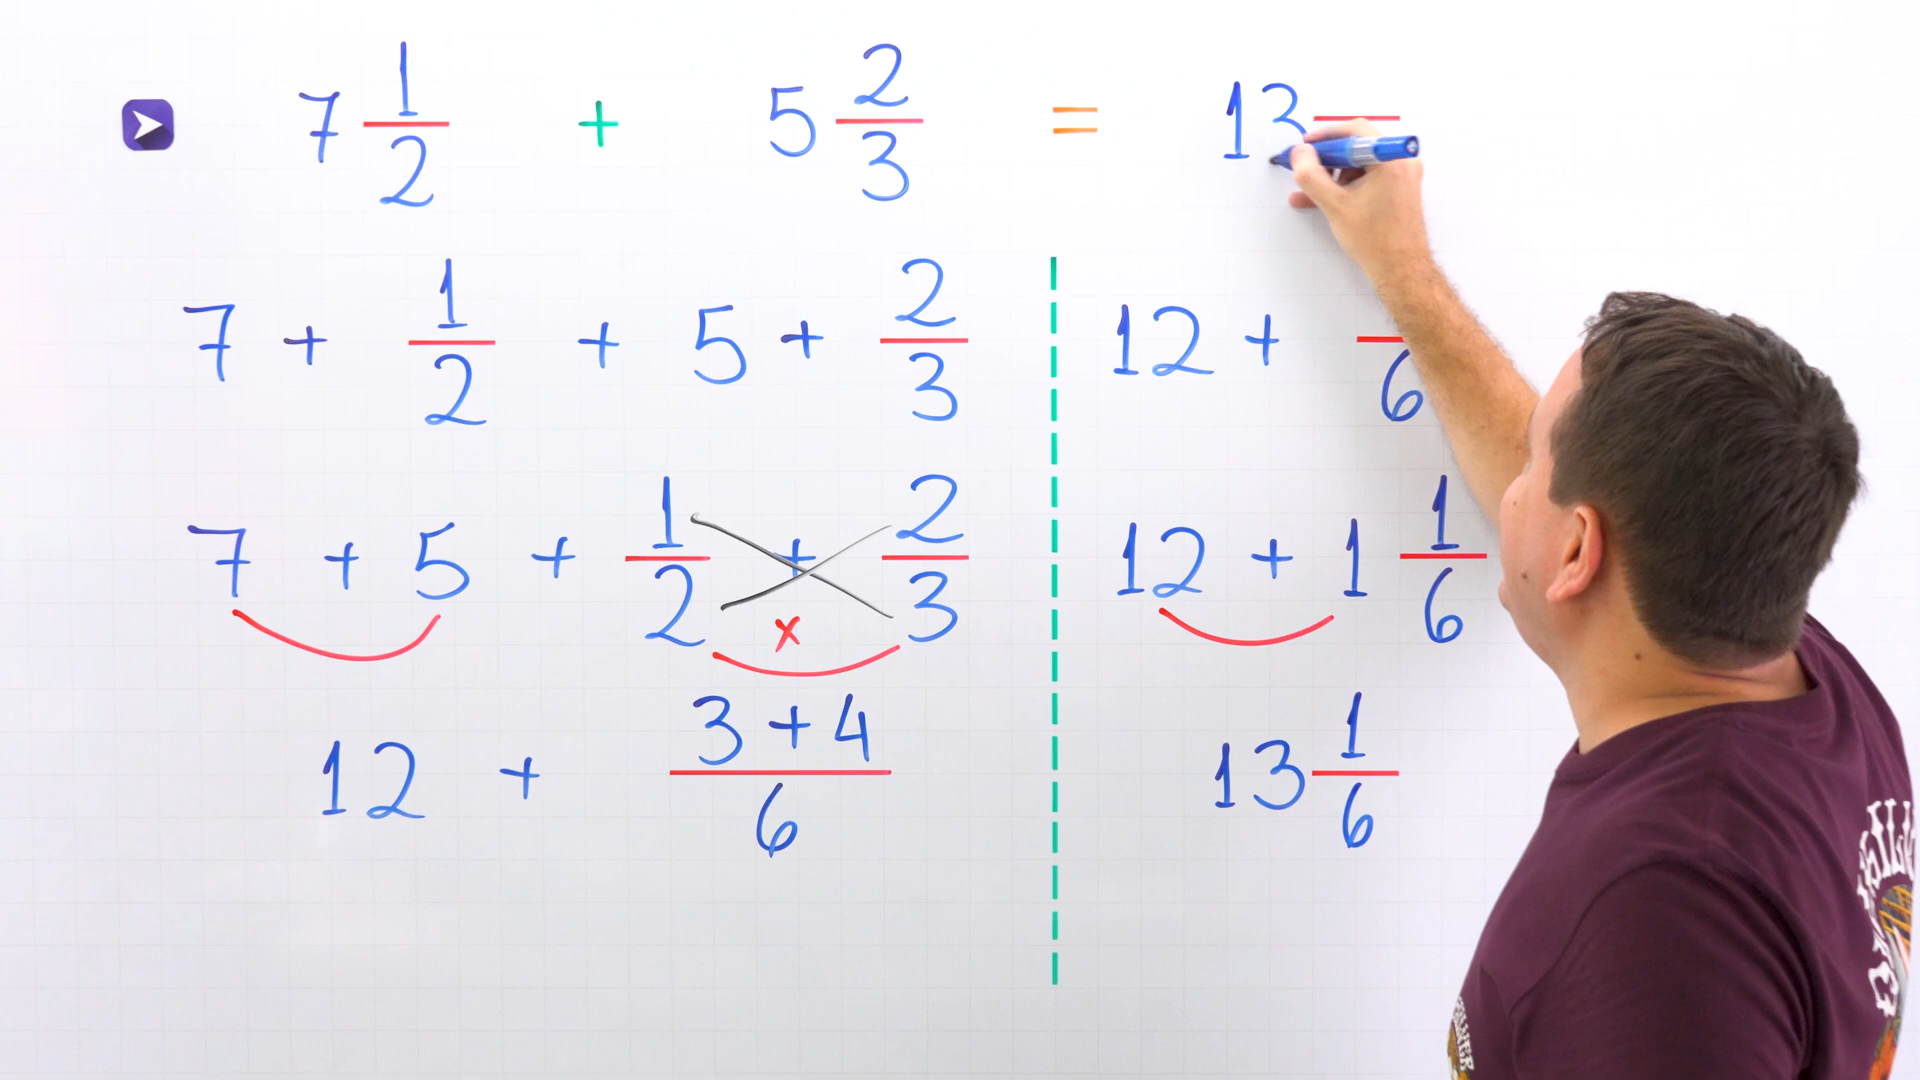 7 1/2 + 5 2/3 = 13
7 + 1/2 + 5 + 2/3
7 + 5 + 1/2 + 2/3
x
12 + (3 + 4)/6
12 + /6
12 + 1 1/6
13 1/6